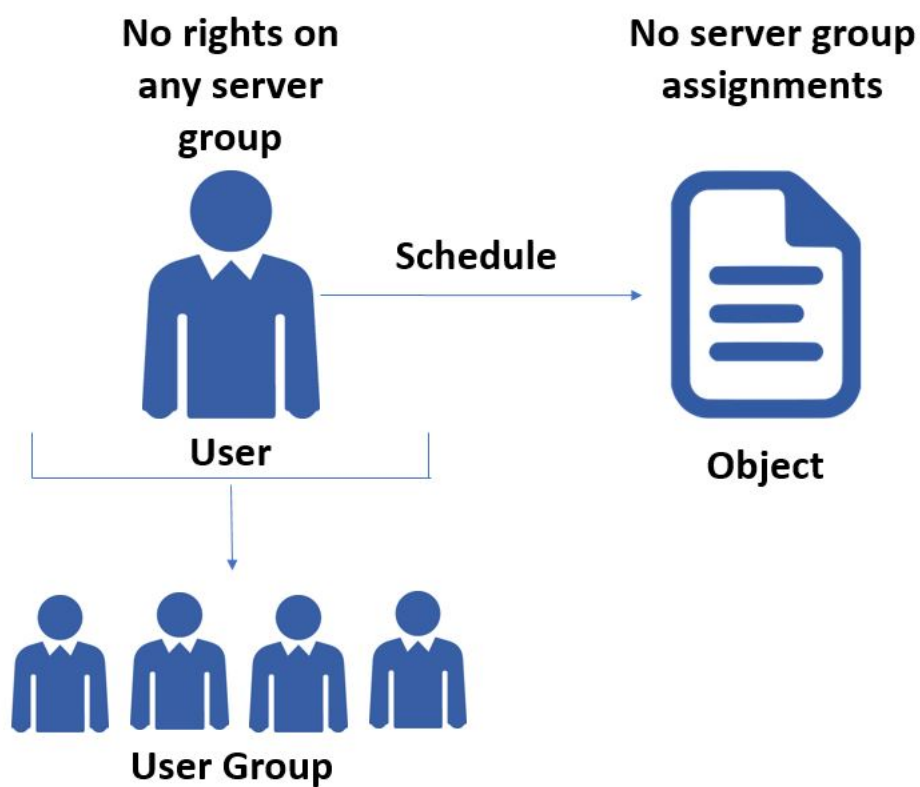 No rights on
any server
group
No server group
assignments
Schedule
User
Object
User Group